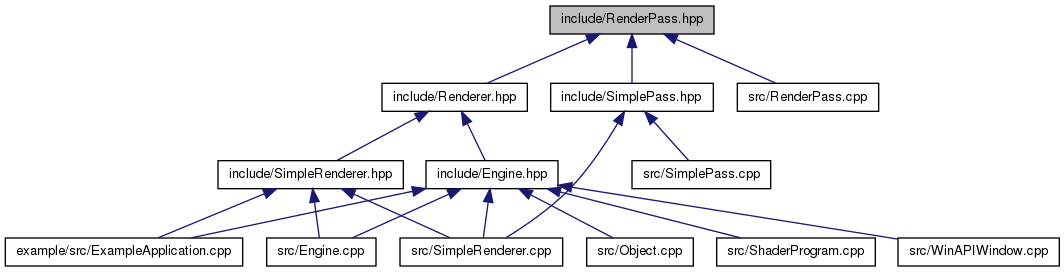 include/RenderPass.hpp
include/Renderer.hpp
include/SimplePass.hpp
src/RenderPass.cpp
include/SimpleRenderer.hpp
include/Engine.hpp
src/SimplePass.cpp
example/src/ExampleApplication.cpp
src/Engine.cpp
src/SimpleRenderer.cpp
src/Object.cpp
src/ShaderProgram.cpp
src/WinAPIWindow.cpp